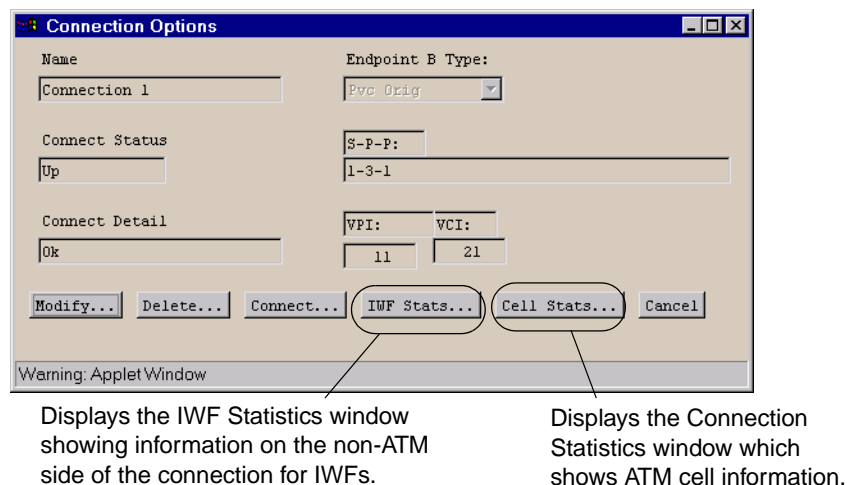 Connection Options
Name
Endpoint B Type:
Connection 1
Pvc Orig
Connect Status
S-P-P:
Up
1-3-1
Connect Detail
VPI:
VCI:
Ok
11
21
Modify...
Delete...
Connect...
IWF Stats...
Cell Stats...
Cancel
Warning: Applet Window
Displays the IWF Statistics window
showing information on the non-ATM
side of the connection for IWFs.
Displays the Connection
Statistics window which
shows ATM cell information.